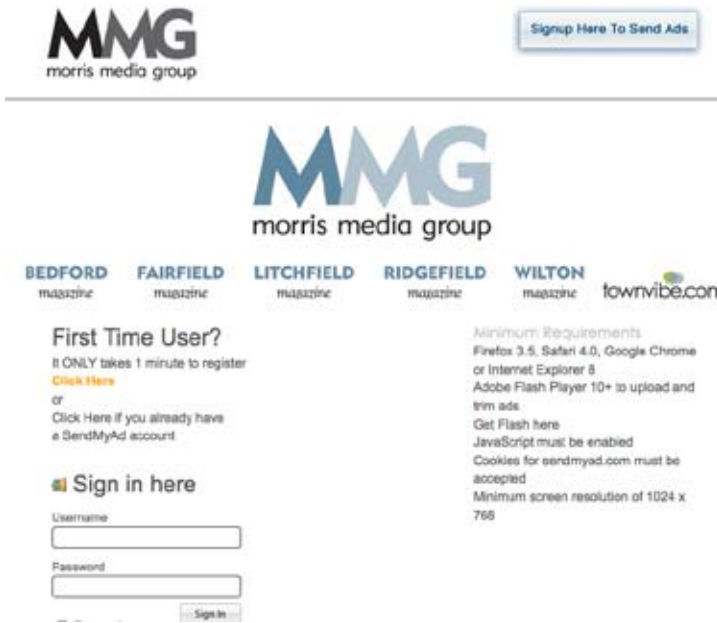 MMG
morris media group
Signup Here To Send Ads
MMG
morris media group
BEDFORD magazine
FAIRFIELD magazine
LITCHFIELD magazine
RIDGEFIELD magazine
WILTON magazine
townvibe.com
First Time User?
It ONLY takes 1 minute to register
Click Here
or
Click Here if you already have
a SendMyAd account
Minimum Requirements
Firefox 3.5, Safari 4.0, Google Chrome
or Internet Explorer 8
Adobe Flash Player 10+ to upload and
trim ads
Get Flash here
JavaScript must be enabled
Cookies for sendmyad.com must be
accepted
Minimum screen resolution of 1024 x
768
Sign in here
Username
Password
Sign In